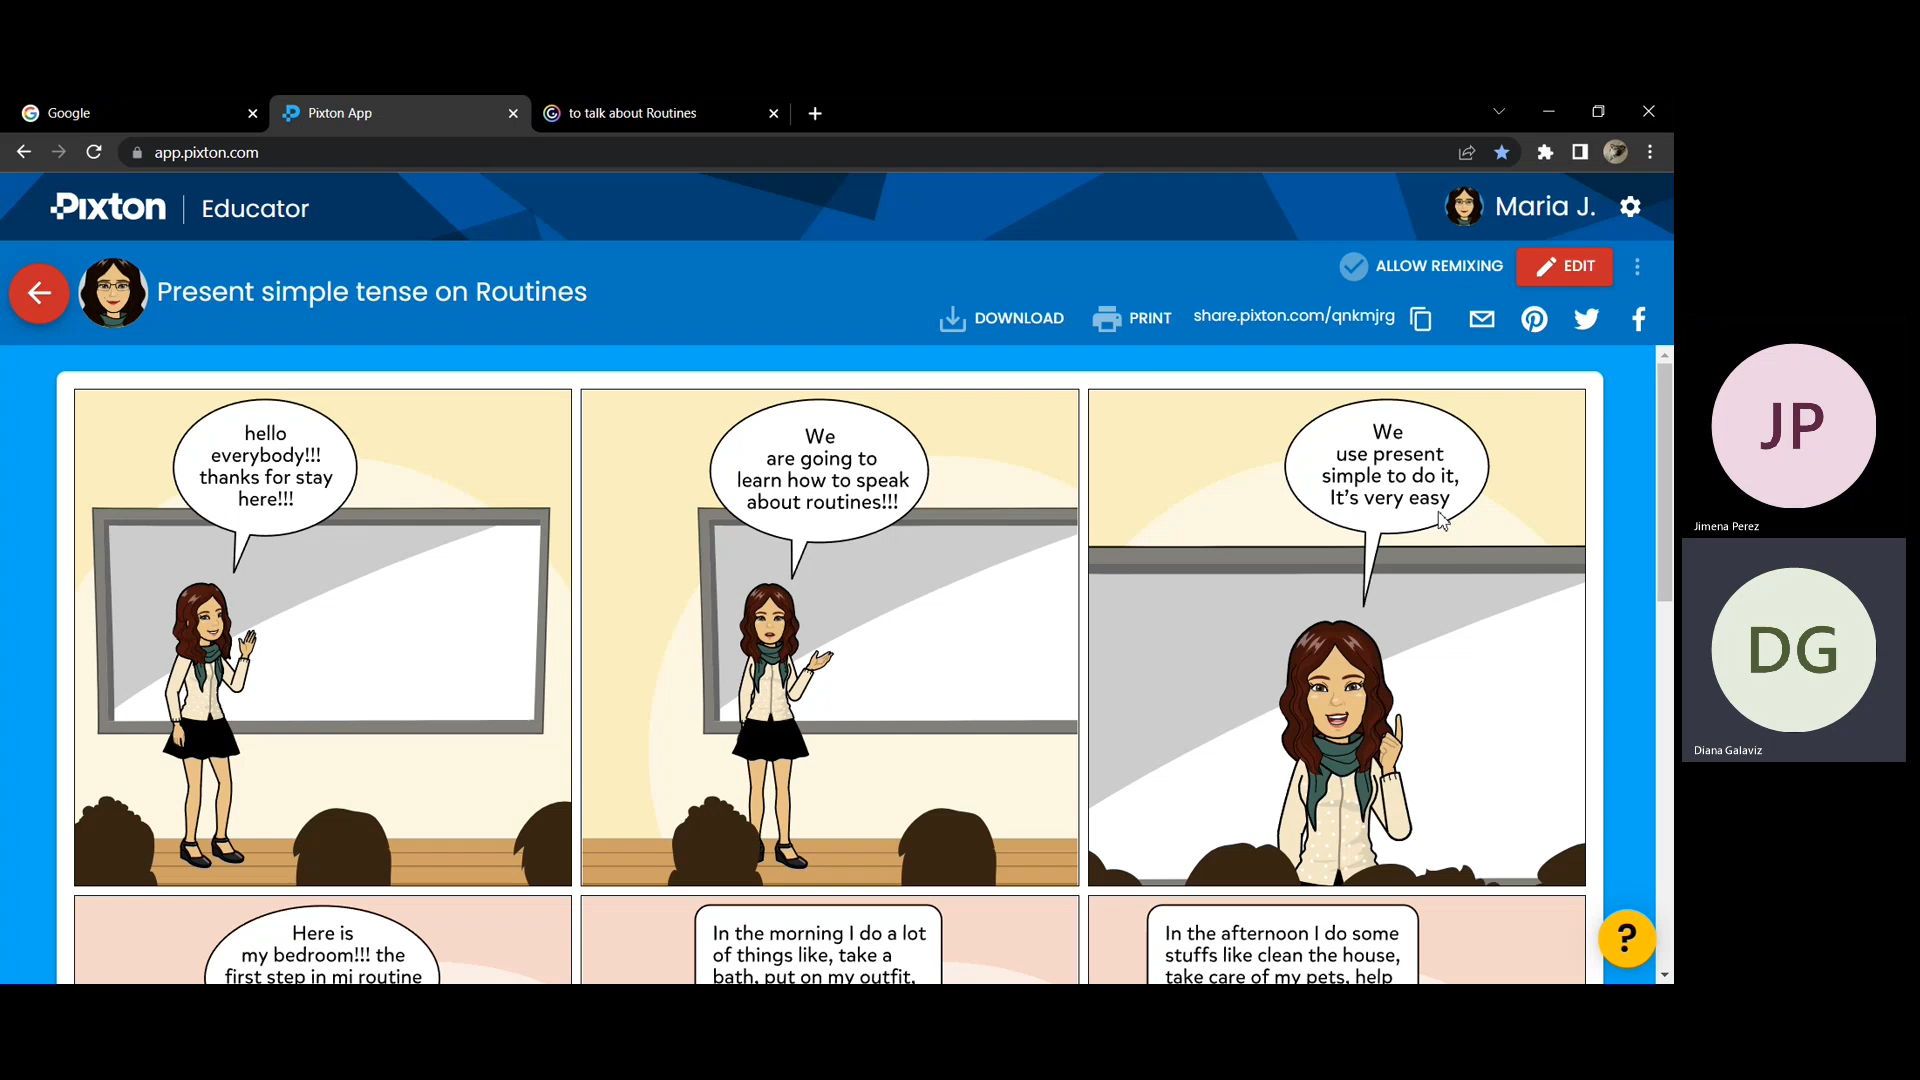 Google
Pixton App
to talk about Routines
app.pixton.com
Pixton
Educator
Maria J.
Present simple tense on Routines
ALLOW REMIXING
EDIT
DOWNLOAD
PRINT
share.pixton.com/qnkmjrg
hello
everybody!!!
thanks for stay
here!!!
We
are going to
learn how to speak
about routines!!!
We
use present
simple to do it,
It's very easy
Here is
my bedroom!!! the
first step in mi routine
In the morning I do a lot
of things like, take a
bath, put on my outfit,
In the afternoon I do some
stuffs like clean the house,
take care of my pets, help
?
JP
Jimena Perez
DG
Diana Galaviz